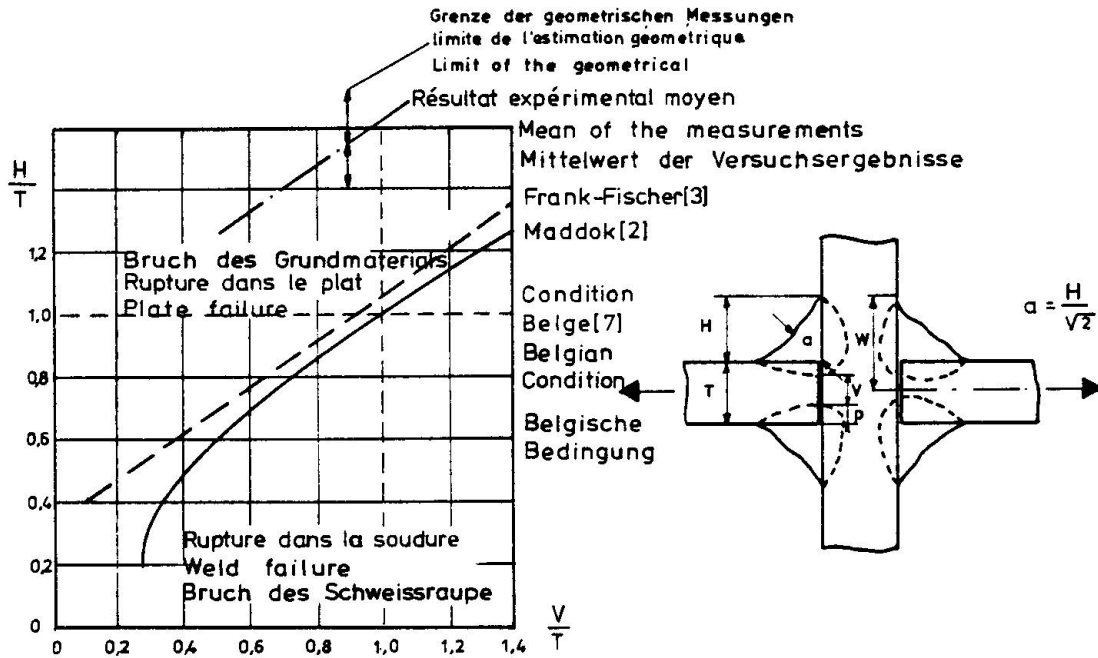 Grenze der geometrischen Messungen
limite de l'estimation géometrique
Limit of the geometrical
Résultat expérimental moyen
Mean of the measurements
Mittelwert der Versuchsergebnisse
Frank-Fischer[3]
Maddok[2]
H
T
1,2
1,0
0,8
0,6
0,4
0,2
0
Bruch des Grundmaterials
Rupture dans le plat
Plate failure
Condition
Belge[7]
Belgian
Condition
Belgische
Bedingung
Rupture dans la soudure
Weld failure
Bruch des Schweissraupe
0 0,2 0,4 0,6 0,8 1,0 1,2 1,4
V
T
H
a
W
T
V
p
a = H
√2